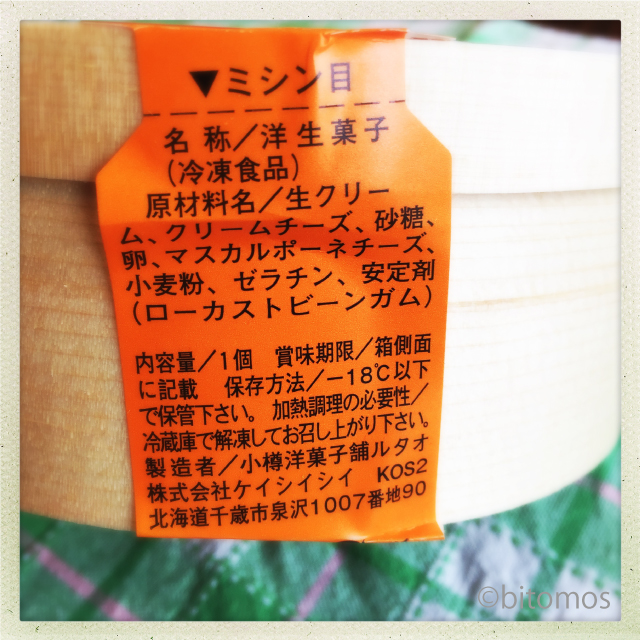 ▼ミシン目
名称／洋生菓子
（冷凍食品）
原材料名／生クリー
ム、クリームチーズ、砂糖、
卵、マスカルポーネチーズ、
小麦粉、ゼラチン、安定剤
（ローカストビーンガム）
内容量／1個 賞味期限／箱側面
に記載 保存方法／－18℃以下
で保管下さい。 加熱調理の必要性／
冷蔵庫で解凍してお召し上がり下さい。
製造者／小樽洋菓子舗ルタオ
株式会社ケイシイシイ KOS2
北海道千歳市泉沢1007番地90
©bitomos